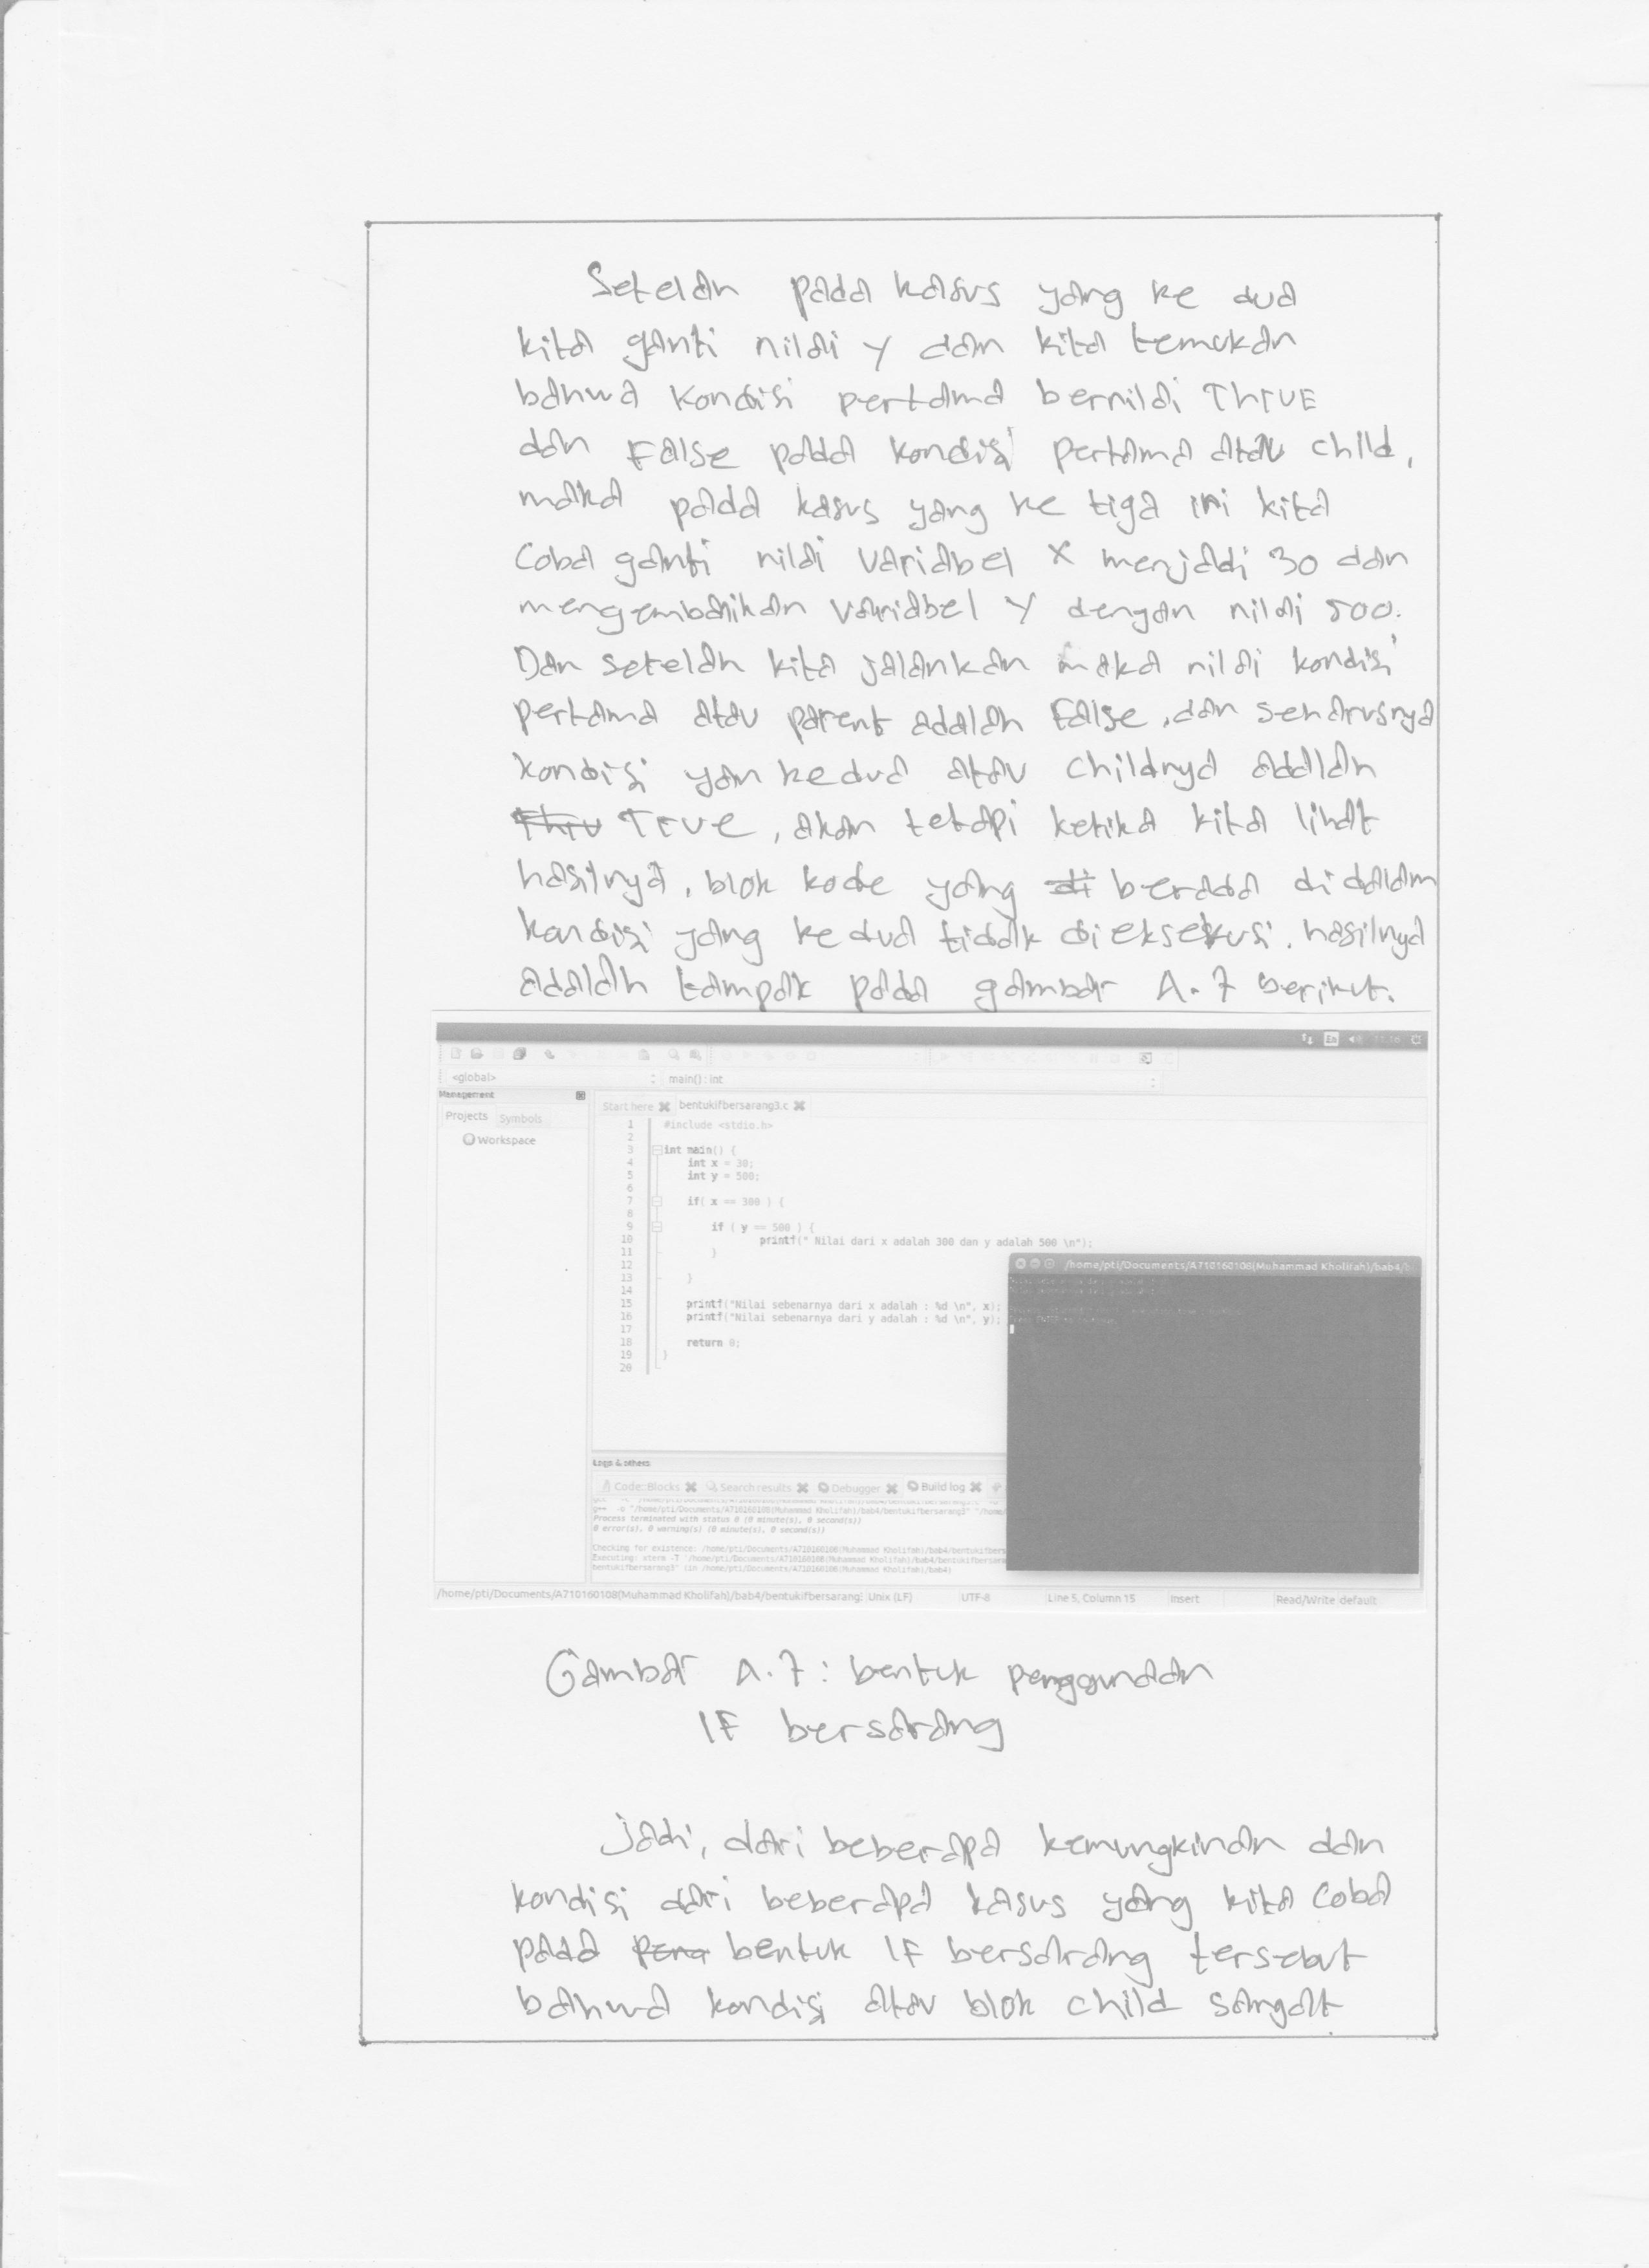 Setelah pada kasus yang ke dua
kita ganti nilai y dan kita temukan
bahwa kondisi pertama bernilai ThrUE
dan False pada kondisi pertama atau child,
maka pada kasus yang ke tiga ini kita
Coba ganti nilai variabel x menjadi 30 dan
mengembalikan variabel y dengan nilai 500.
Dan setelah kita jalankan maka nilai kondisi
pertama atau parent adalah False, dan seharusnya
kondisi yan kedua atau childnya adalah
True, akan tetapi ketika kita lihat
hasilnya, blok kode yang berada di dalam
kondisi yang ke dua tidak di eksekusi. hasilnya
adalah tampak pada gambar A.7 berikut.
<global>
main() : int
Management
Projects Symbols
Workspace
Start here bentukifbersarang3.c
1 #include <stdio.h>
2
3 int main() {
4 int x = 30;
5 int y = 500;
6
7 if( x == 300 ) {
8
9 if ( y == 500 ) {
10 printf(" Nilai dari x adalah 300 dan y adalah 500 \n");
11 }
12
13 }
14
15 printf("Nilai sebenarnya dari x adalah : %d \n", x);
16 printf("Nilai sebenarnya dari y adalah : %d \n", y);
17
18 return 0;
19 }
20
/home/pti/Documents/A710160108(Muhammad Kholifah)/bab4/
Logs & others
Code::Blocks Search results Debugger Build log
g++ -o "/home/pti/Documents/A710160108(Muhammad Kholifah)/bab4/bentukifbersarang3"
Process terminated with status 0 (0 minute(s), 0 second(s))
0 error(s), 0 warning(s) (0 minute(s), 0 second(s))
Checking for existence: /home/pti/Documents/A710160108(Muhammad Kholifah)/bab4/bentukifbers
Executing: xterm -T '/home/pti/Documents/A710160108(Muhammad Kholifah)/bab4/bentukifbersara
bentukifbersarang3' (in /home/pti/Documents/A710160108(Muhammad Kholifah)/bab4)
/home/pti/Documents/A710160108(Muhammad Kholifah)/bab4/bentukifbersarang: Unix (LF) UTF-8 Line 5, Column 15 Insert Read/Write default
Gambar A.7 : bentuk penggunaan
IF bersarang
Jadi, dari beberapa kemungkinan dan
kondisi dari beberapa kasus yang kita Coba
pada bentuk IF bersarang tersebut
bahwa kondisi atau blok child sangat